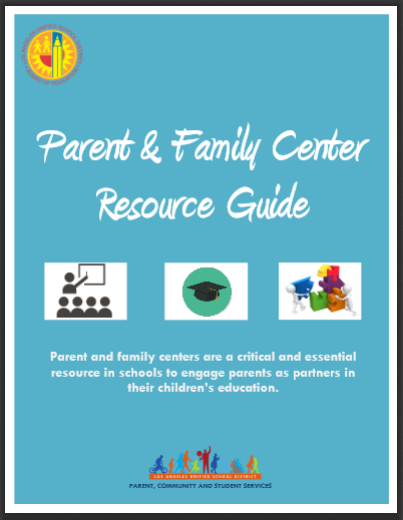 Parent & Family Center
Resource Guide
Parent and family centers are a critical and essential
resource in schools to engage parents as partners in
their children's education.
LOS ANGELES UNIFIED SCHOOL DISTRICT
PARENT, COMMUNITY AND STUDENT SERVICES